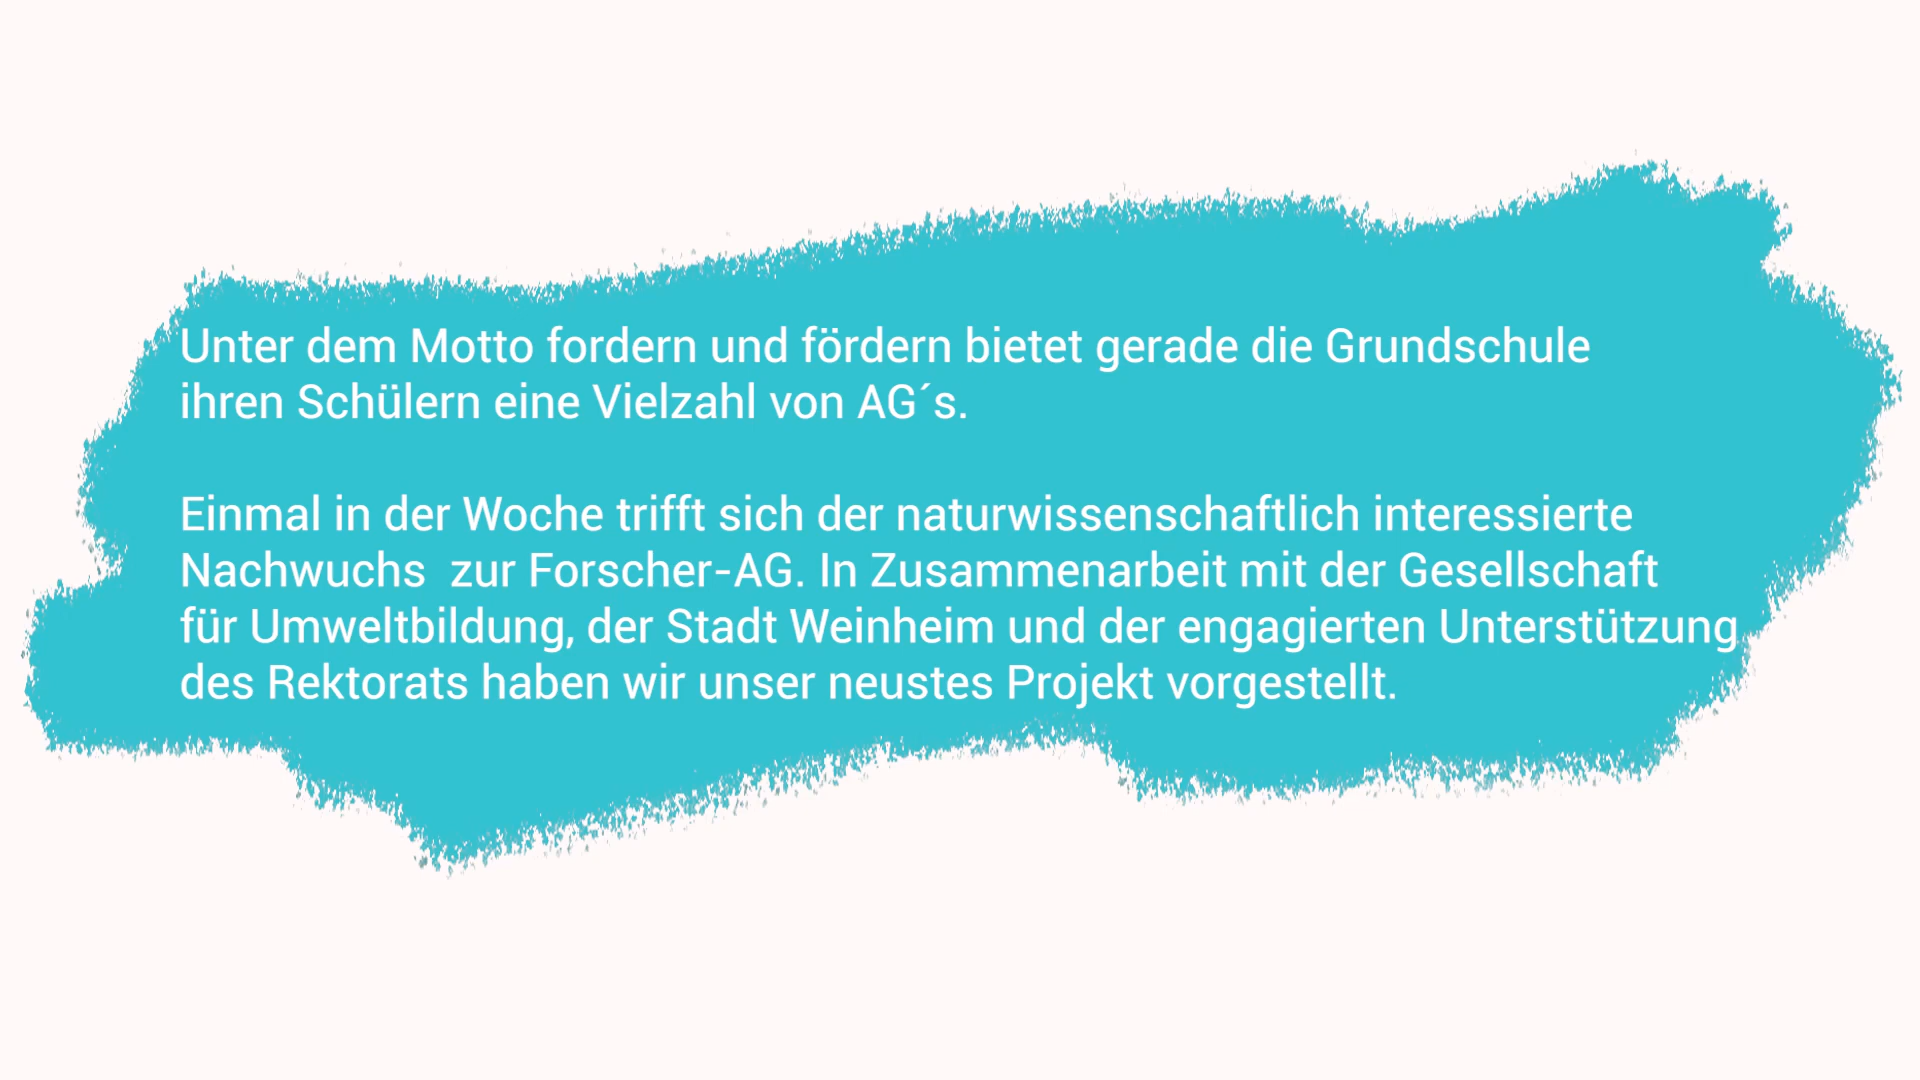 Unter dem Motto fordern und fördern bietet gerade die Grundschule
ihren Schülern eine Vielzahl von AG´s.
Einmal in der Woche trifft sich der naturwissenschaftlich interessierte
Nachwuchs  zur Forscher-AG. In Zusammenarbeit mit der Gesellschaft
für Umweltbildung, der Stadt Weinheim und der engagierten Unterstützung
des Rektorats haben wir unser neustes Projekt vorgestellt.